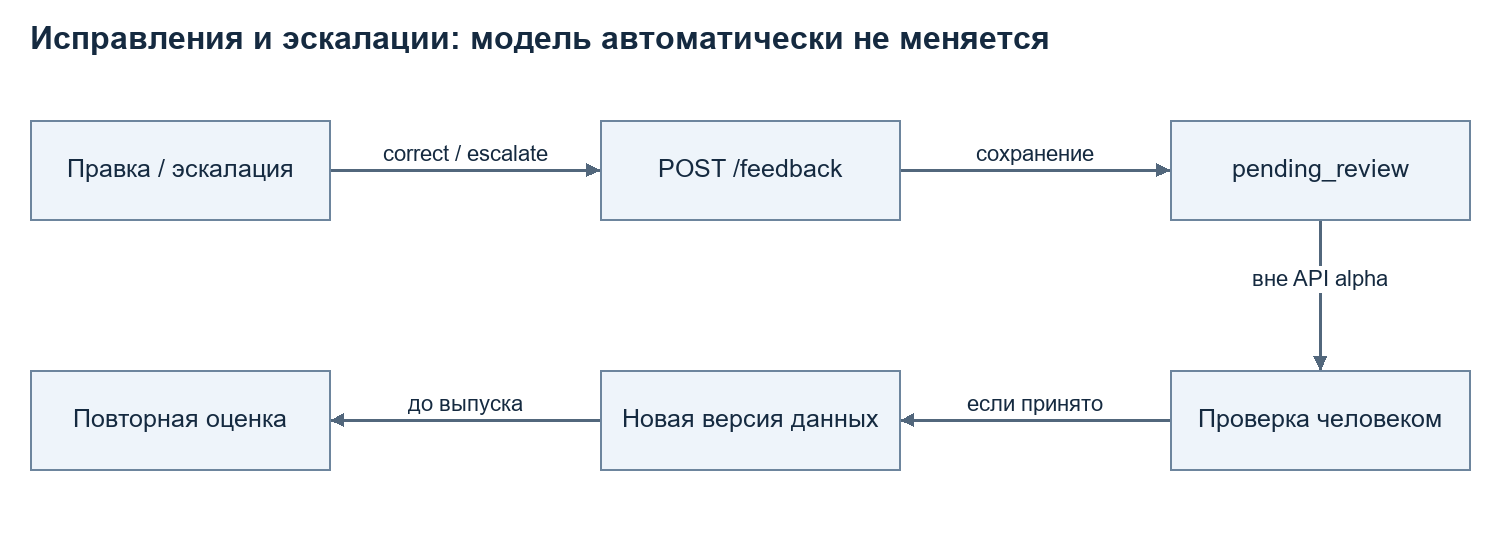 Исправления и эскалации: модель автоматически не меняется
Правка / эскалация
correct / escalate
POST /feedback
сохранение
pending_review
вне API alpha
Проверка человеком
если принято
Новая версия данных
до выпуска
Повторная оценка